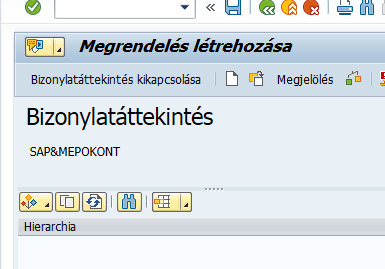 Megrendelés létrehozása
Bizonylatáttekintés kikapcsolása Megjelölés
Bizonylatáttekintés
SAP&MEPOKONT
Hierarchia